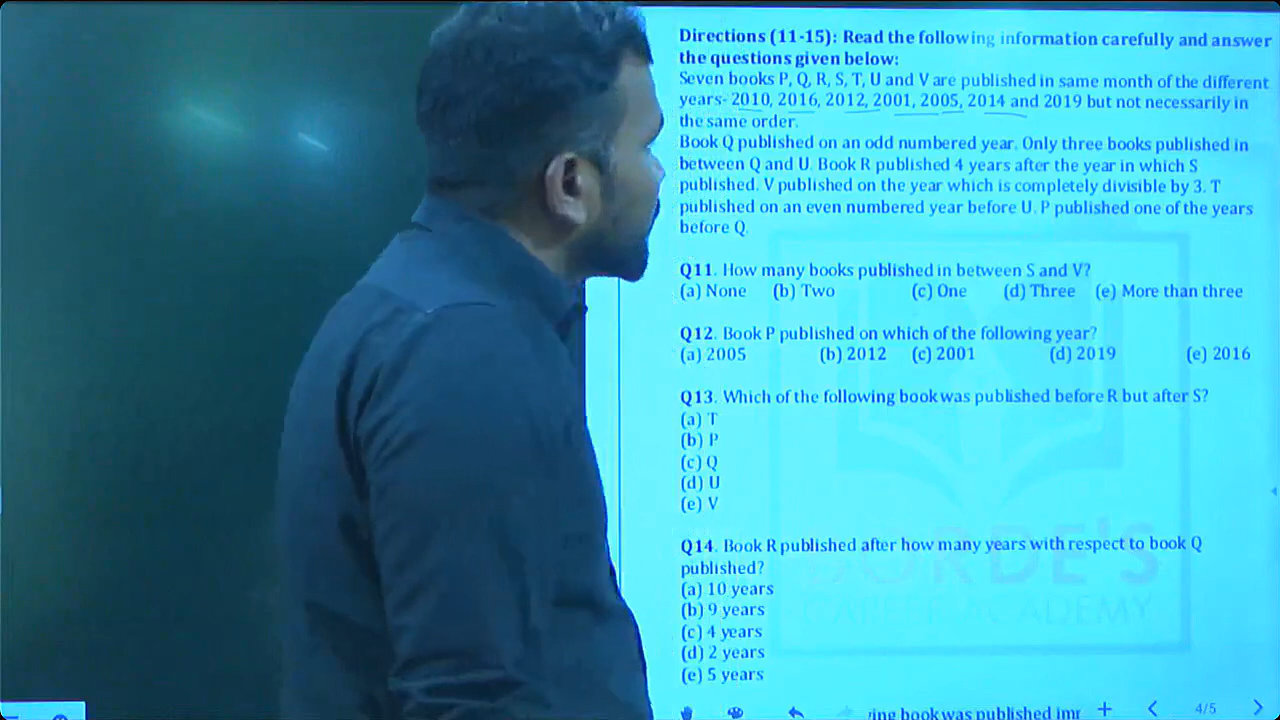 Directions (11-15): Read the following information carefully and answer
the questions given below:
Seven books P, Q, R, S, T, U and V are published in same month of the different
years- 2010, 2016, 2012, 2001, 2005, 2014 and 2019 but not necessarily in
the same order.
Book Q published on an odd numbered year. Only three books published in
between Q and U. Book R published 4 years after the year in which S
published. V published on the year which is completely divisible by 3. T
published on an even numbered year before U. P published one of the years
before Q.
Q11. How many books published in between S and V?
(a) None (b) Two (c) One (d) Three (e) More than three
Q12. Book P published on which of the following year?
(a) 2005 (b) 2012 (c) 2001 (d) 2019 (e) 2016
Q13. Which of the following book was published before R but after S?
(a) T
(b) P
(c) Q
(d) U
(e) V
Q14. Book R published after how many years with respect to book Q
published?
(a) 10 years
(b) 9 years
(c) 4 years
(d) 2 years
(e) 5 years
BORDE'S
CAREER ACADEMY
book was published
4/5